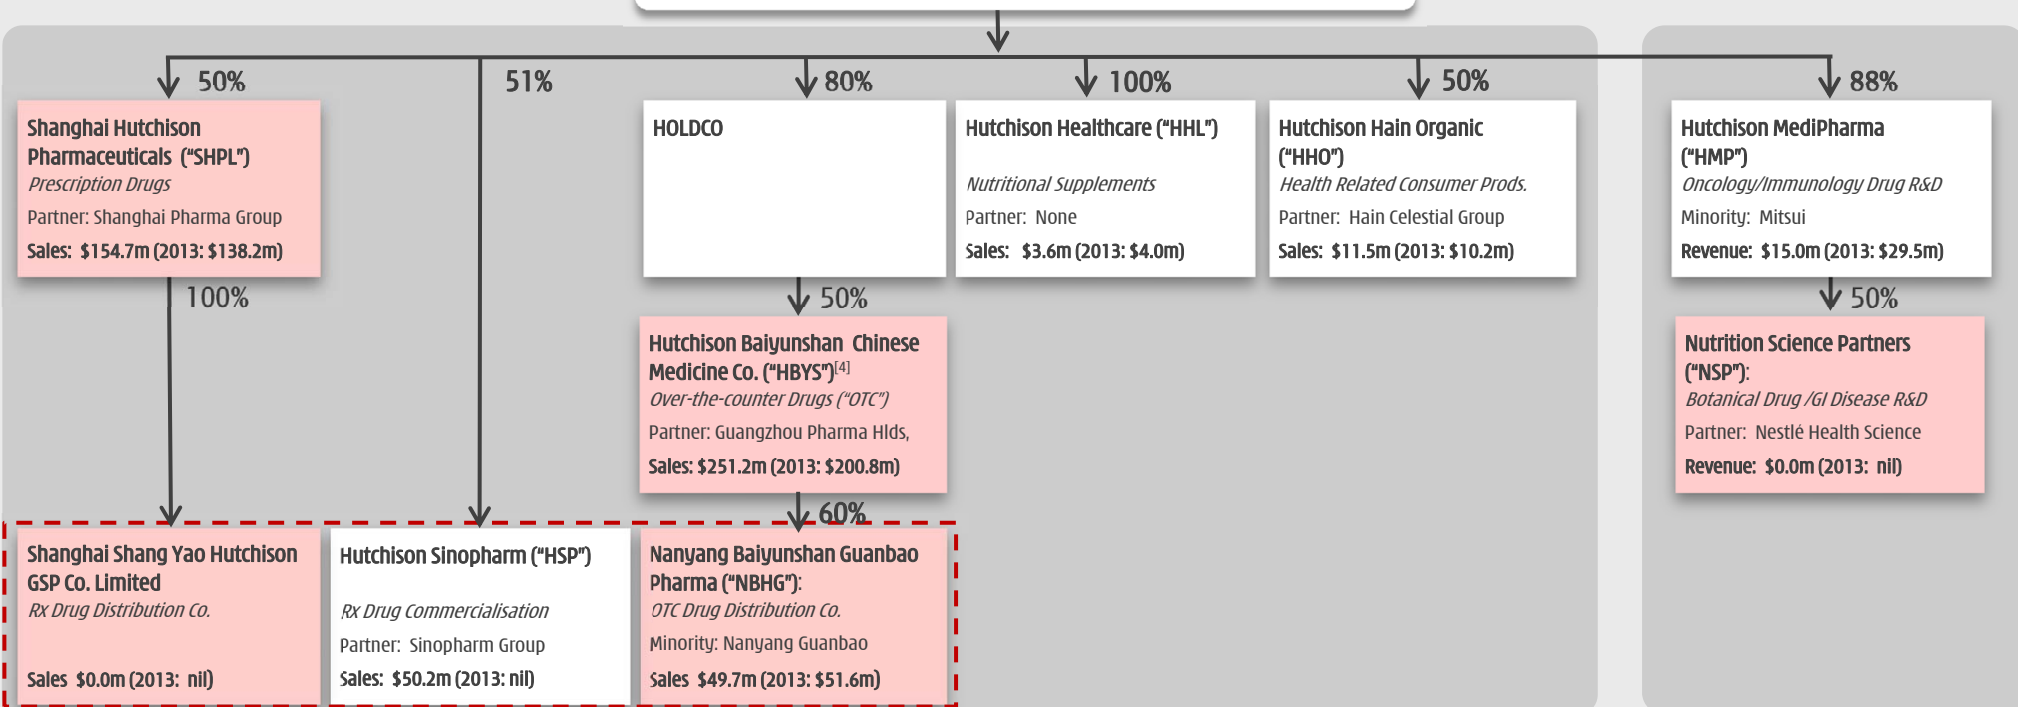 50%
51%
80%
100%
50%
88%
Shanghai Hutchison
Pharmaceuticals (“SHPL”)
Prescription Drugs
Partner: Shanghai Pharma Group
Sales: $154.7m (2013: $138.2m)
HOLDCO
Hutchison Healthcare (“HHL”)
Nutritional Supplements
Partner: None
Sales: $3.6m (2013: $4.0m)
Hutchison Hain Organic
(“HHO”)
Health Related Consumer Prods.
Partner: Hain Celestial Group
Sales: $11.5m (2013: $10.2m)
Hutchison MediPharma
(“HMP”)
Oncology/Immunology Drug R&D
Minority: Mitsui
Revenue: $15.0m (2013: $29.5m)
100%
50%
50%
Hutchison Baiyunshan Chinese
Medicine Co. (“HBYS”)[4]
Over-the-counter Drugs (“OTC”)
Partner: Guangzhou Pharma Hlds,
Sales: $251.2m (2013: $200.8m)
Nutrition Science Partners
(“NSP”):
Botanical Drug /GI Disease R&D
Partner: Nestlé Health Science
Revenue: $0.0m (2013: nil)
60%
Shanghai Shang Yao Hutchison
GSP Co. Limited
Rx Drug Distribution Co.
Sales $0.0m (2013: nil)
Hutchison Sinopharm (“HSP”)
Rx Drug Commercialisation
Partner: Sinopharm Group
Sales: $50.2m (2013: nil)
Nanyang Baiyunshan Guanbao
Pharma (“NBHG”):
OTC Drug Distribution Co.
Minority: Nanyang Guanbao
Sales $49.7m (2013: $51.6m)